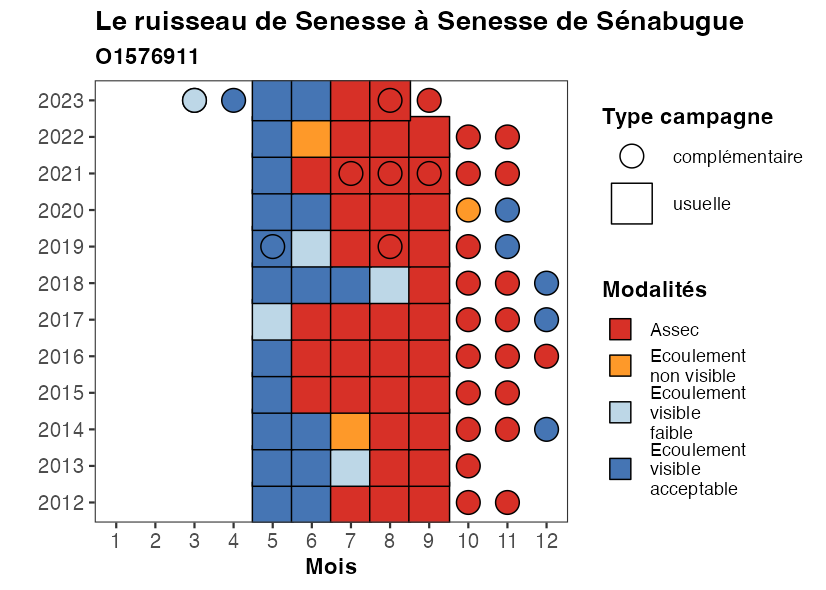 Le ruisseau de Senesse à Senesse de Sénabugue
O1576911
2023
2022
2021
2020
2019
2018
2017
2016
2015
2014
2013
2012
1 2 3 4 5 6 7 8 9 10 11 12
Mois
Type campagne
complémentaire
usuelle
Modalités
Assec
Ecoulement
non visible
Ecoulement
visible
faible
Ecoulement
visible
acceptable